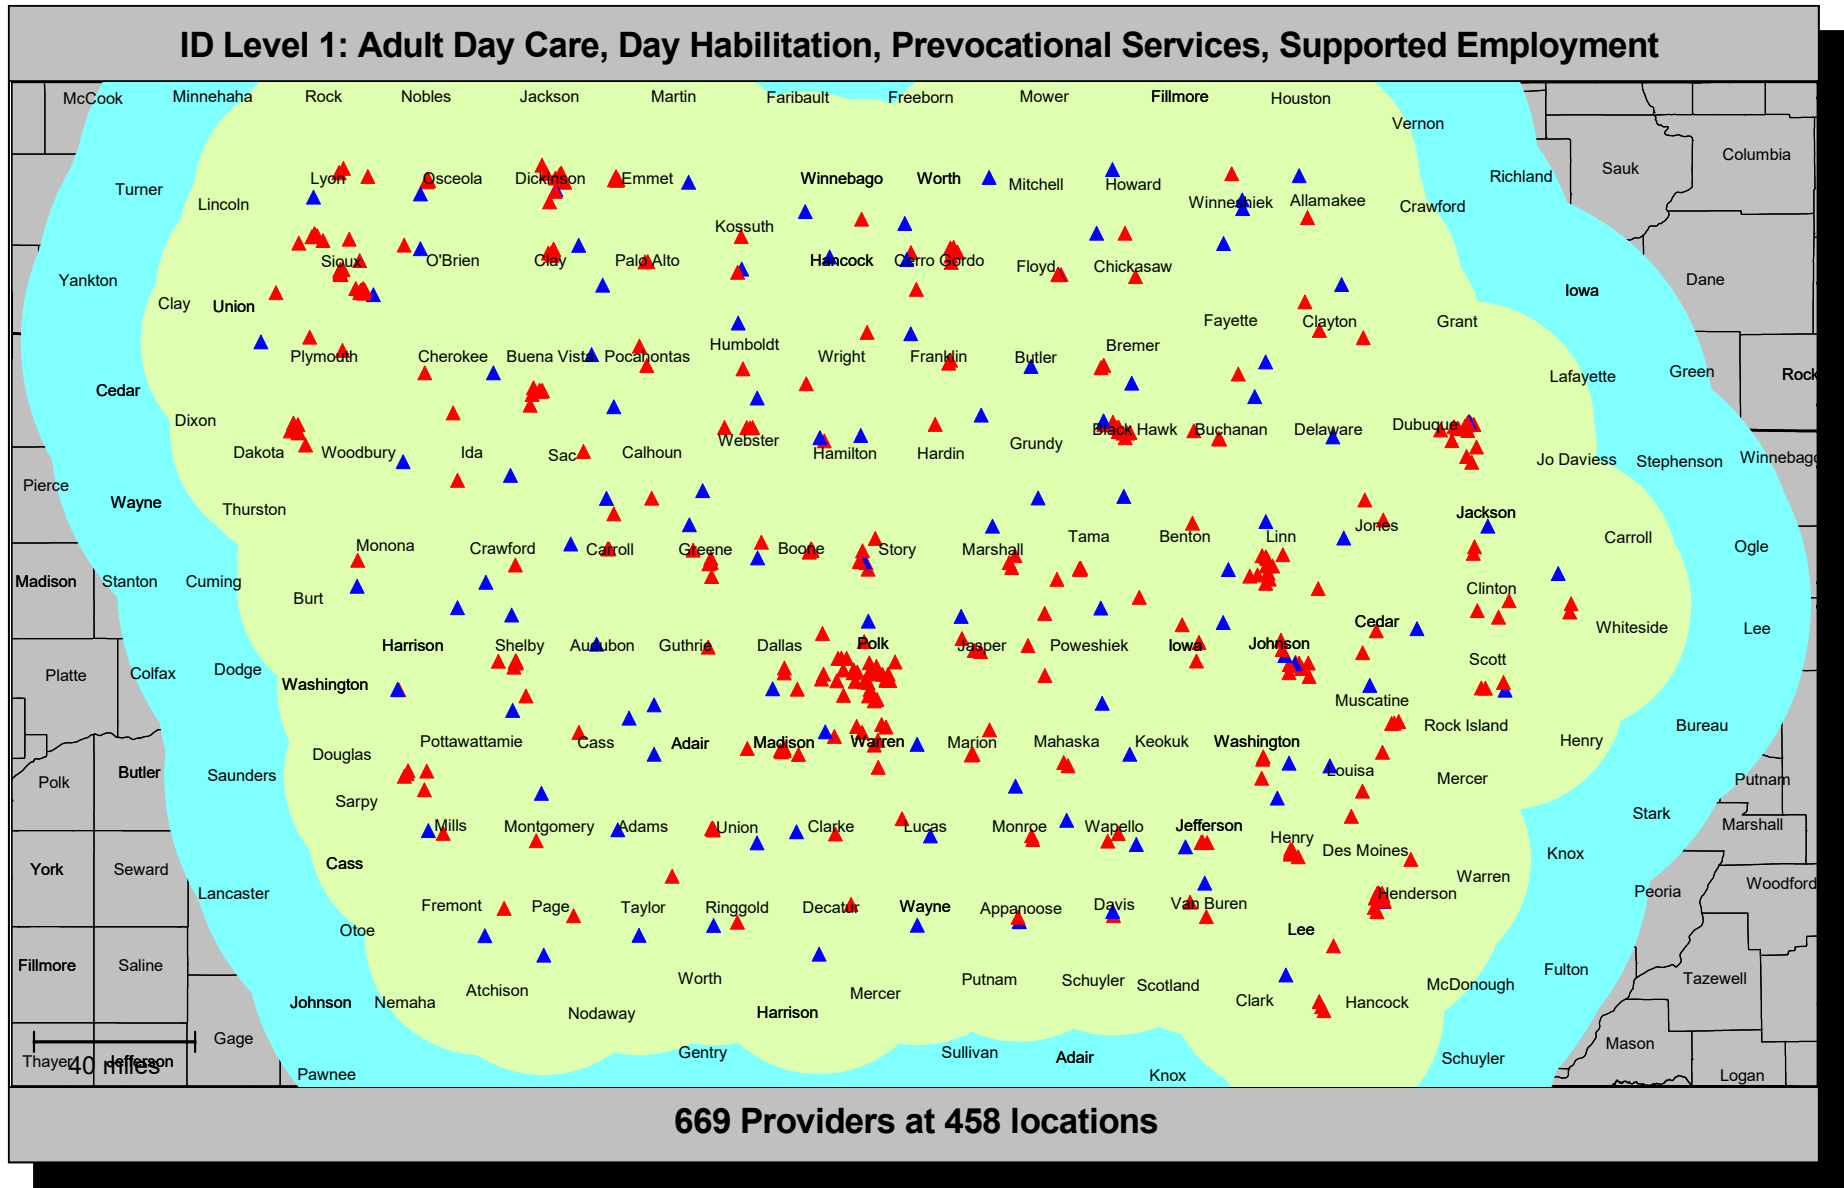 ID Level 1: Adult Day Care, Day Habilitation, Prevocational Services, Supported Employment
McCook Minnehaha Rock Nobles Jackson Martin Faribault Freeborn Mower Fillmore Houston
Vernon
Sauk Columbia
Turner Lincoln Lyon Osceola Dickinson Emmet Winnebago Worth Mitchell Howard Winneshiek Allamakee Crawford Richland
Kossuth
Yankton Sioux O'Brien Clay Palo Alto Hancock Cerro Gordo Floyd Chickasaw Dane
Clay Union Iowa
Fayette Clayton Grant
Plymouth Cherokee Buena Vista Pocahontas Humboldt Wright Franklin Butler Bremer
Cedar Lafayette Green Rock
Dixon Webster Black Hawk Buchanan Delaware Dubuque
Dakota Woodbury Ida Sac Calhoun Hamilton Hardin Grundy Jo Daviess Stephenson Winnebago
Pierce Wayne Thurston Jackson
Jones
Monona Crawford Carroll Greene Boone Story Marshall Tama Benton Linn Carroll Ogle
Madison Stanton Cuming Burt Clinton
Cedar Whiteside Lee
Harrison Shelby Audubon Guthrie Dallas Polk Jasper Poweshiek Iowa Johnson Scott
Platte Colfax Dodge Washington
Muscatine Rock Island Bureau
Douglas Pottawattamie Cass Adair Madison Warren Marion Mahaska Keokuk Washington Henry
Polk Butler Saunders Louisa Mercer Putnam
Sarpy Stark
Mills Montgomery Adams Union Clarke Lucas Monroe Wapello Jefferson Henry Marshall
Des Moines Knox
York Seward Cass Warren Woodford
Lancaster Henderson Peoria
Fremont Page Taylor Ringgold Decatur Wayne Appanoose Davis Van Buren
Otoe Lee
Fillmore Saline Fulton
Worth Putnam Schuyler Scotland McDonough Tazewell
Johnson Nemaha Atchison Nodaway Harrison Mercer Clark Hancock
Gage Mason
Thayer Jefferson Gentry Sullivan Adair Schuyler
40 miles
Pawnee Knox Logan
669 Providers at 458 locations